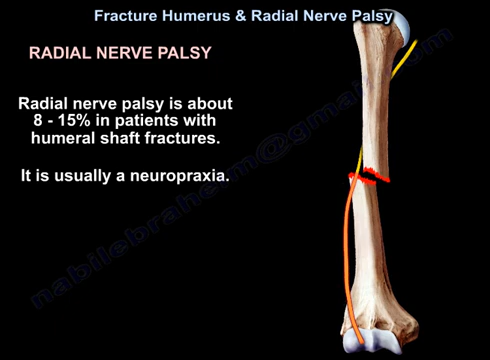 Fracture Humerus & Radial Nerve Palsy
RADIAL NERVE PALSY
Radial nerve palsy is about
8 - 15% in patients with
humeral shaft fractures.
It is usually a neuropraxia.
nabilebraheim@gmail.com